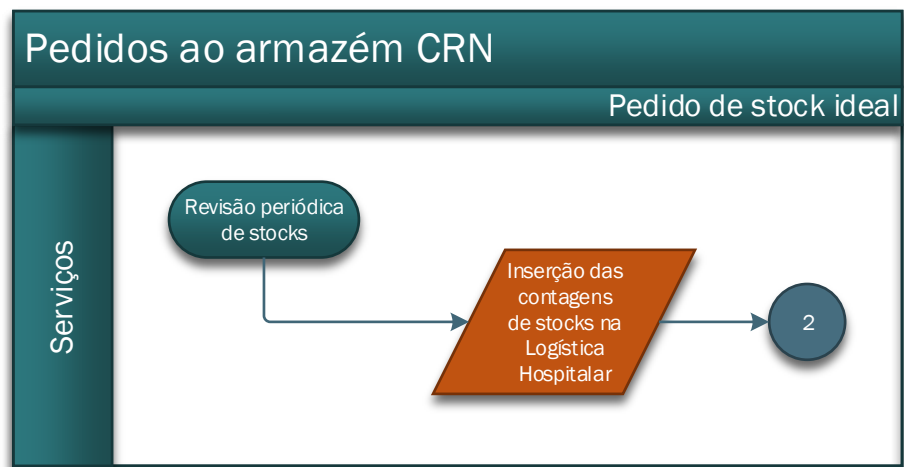 Pedidos ao armazém CRN
Pedido de stock ideal
Serviços
Revisão periódica
de stocks
Inserção das
contagens
de stocks na
Logística
Hospitalar
2